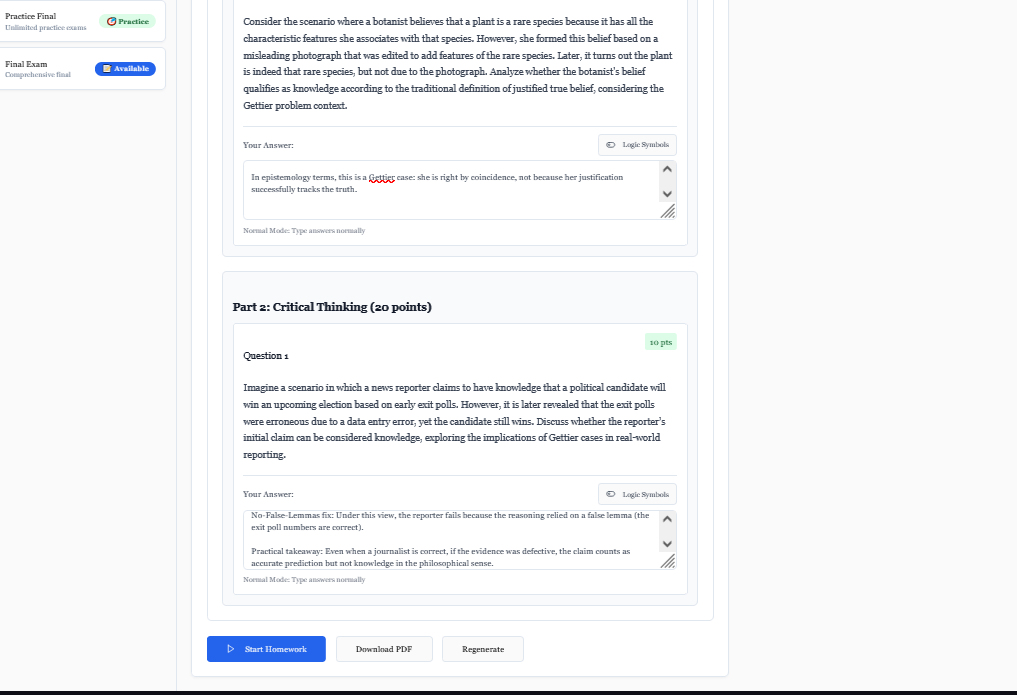 Practice Final
Unlimited practice exams
Practice
Final Exam
Comprehensive final
Available
Consider the scenario where a botanist believes that a plant is a rare species because it has all the
characteristic features she associates with that species. However, she formed this belief based on a
misleading photograph that was edited to add features of the rare species. Later, it turns out the plant
is indeed that rare species, but not due to the photograph. Analyze whether the botanist's belief
qualifies as knowledge according to the traditional definition of justified true belief, considering the
Gettier problem context.
Your Answer:
Logic Symbols
In epistemology terms, this is a Gettier case: she is right by coincidence, not because her justification
successfully tracks the truth.
Normal Mode: Type answers normally
Part 2: Critical Thinking (20 points)
10 pts
Question 1
Imagine a scenario in which a news reporter claims to have knowledge that a political candidate will
win an upcoming election based on early exit polls. However, it is later revealed that the exit polls
were erroneous due to a data entry error, yet the candidate still wins. Discuss whether the reporter's
initial claim can be considered knowledge, exploring the implications of Gettier cases in real-world
reporting.
Your Answer:
Logic Symbols
No-False-Lemmas fix: Under this view, the reporter fails because the reasoning relied on a false lemma (the
exit poll numbers are correct).
Practical takeaway: Even when a journalist is correct, if the evidence was defective, the claim counts as
accurate prediction but not knowledge in the philosophical sense.
Normal Mode: Type answers normally
Start Homework
Download PDF
Regenerate